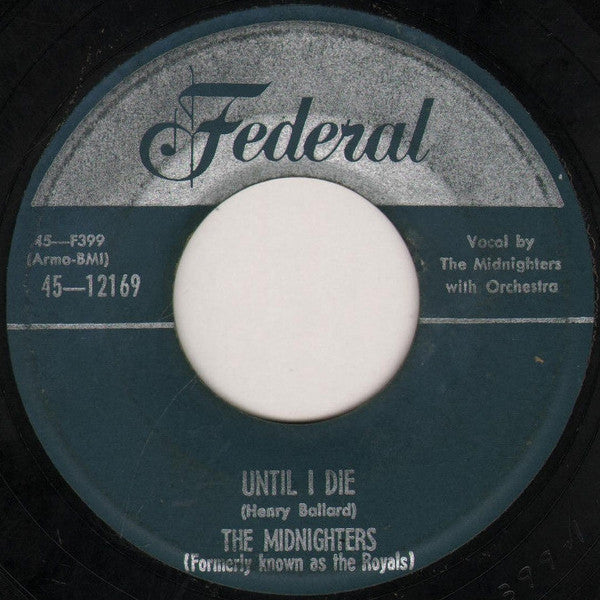 Federal
45—F399
(Armo-BMI)
45—12169
Vocal by
The Midnighters
with Orchestra
UNTIL I DIE
(Henry Ballard)
THE MIDNIGHTERS
(Formerly known as the Royals)